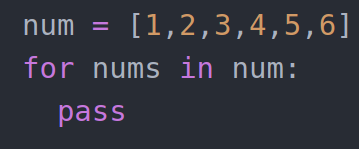 num = [1,2,3,4,5,6]
for nums in num:
  pass